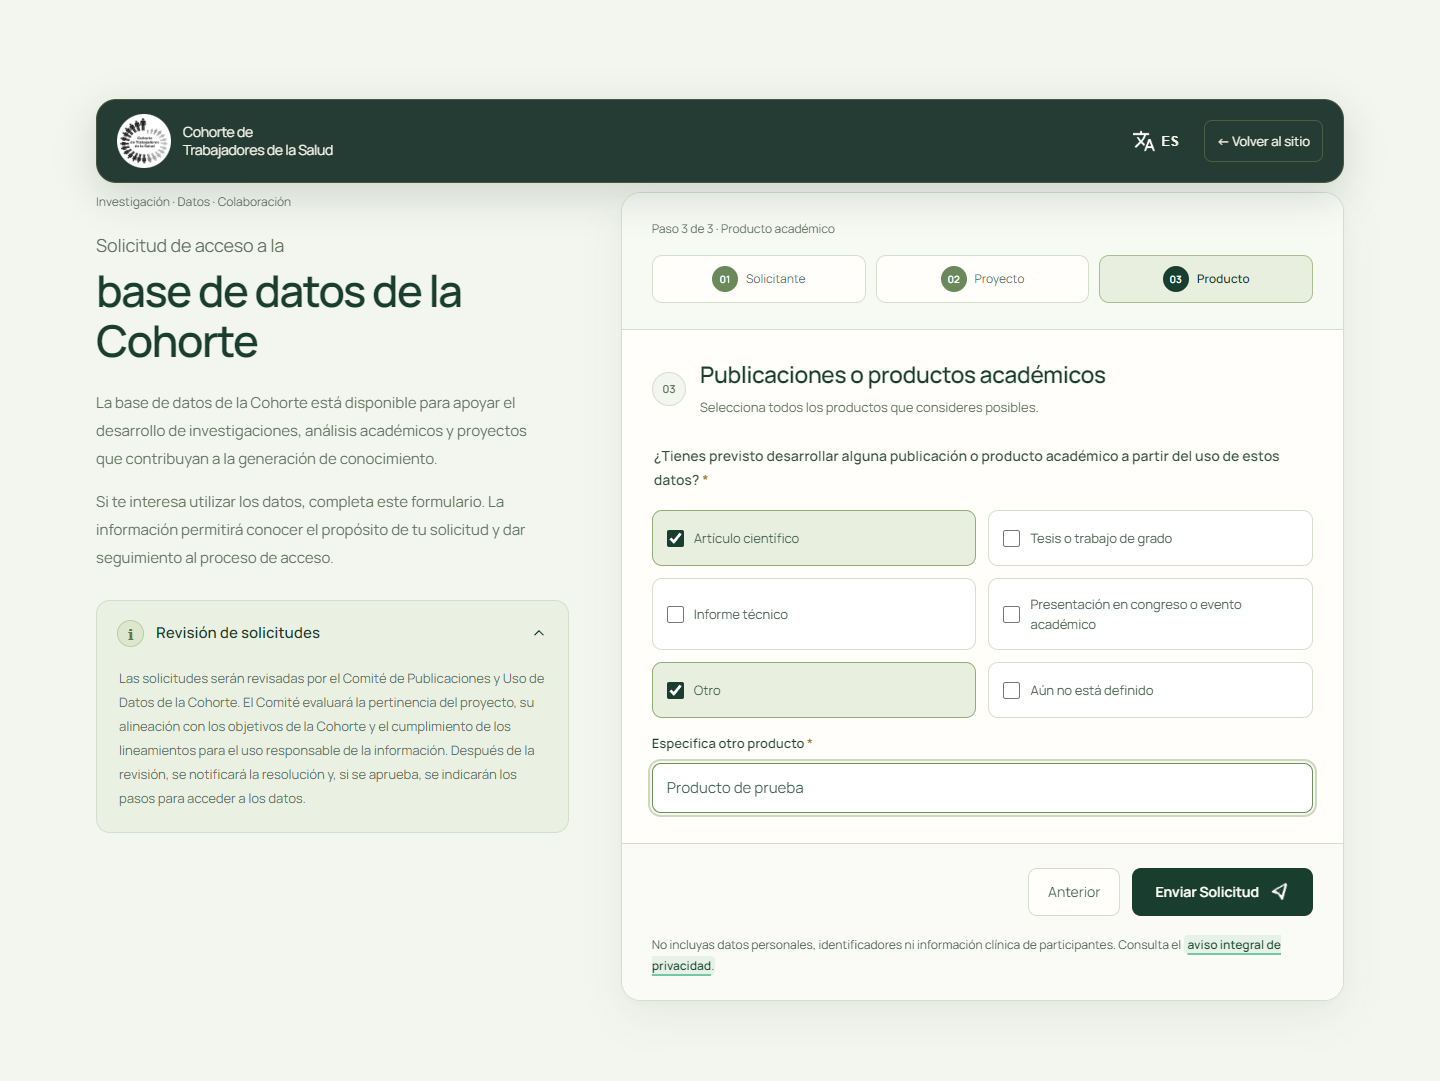 Cohorte de
Trabajadores de la Salud
ES
← Volver al sitio
Investigación · Datos · Colaboración
Solicitud de acceso a la
base de datos de la
Cohorte
La base de datos de la Cohorte está disponible para apoyar el
desarrollo de investigaciones, análisis académicos y proyectos
que contribuyan a la generación de conocimiento.
Si te interesa utilizar los datos, completa este formulario. La
información permitirá conocer el propósito de tu solicitud y dar
seguimiento al proceso de acceso.
i Revisión de solicitudes
Las solicitudes serán revisadas por el Comité de Publicaciones y Uso de
Datos de la Cohorte. El Comité evaluará la pertinencia del proyecto, su
alineación con los objetivos de la Cohorte y el cumplimiento de los
lineamientos para el uso responsable de la información. Después de la
revisión, se notificará la resolución y, si se aprueba, se indicarán los
pasos para acceder a los datos.
Paso 3 de 3 · Producto académico
01 Solicitante
02 Proyecto
03 Producto
03
Publicaciones o productos académicos
Selecciona todos los productos que consideres posibles.
¿Tienes previsto desarrollar alguna publicación o producto académico a partir del uso de estos
datos? *
Artículo científico
Tesis o trabajo de grado
Informe técnico
Presentación en congreso o evento
académico
Otro
Aún no está definido
Especifica otro producto *
Producto de prueba
Anterior
Enviar Solicitud
No incluyas datos personales, identificadores ni información clínica de participantes. Consulta el aviso integral de
privacidad.